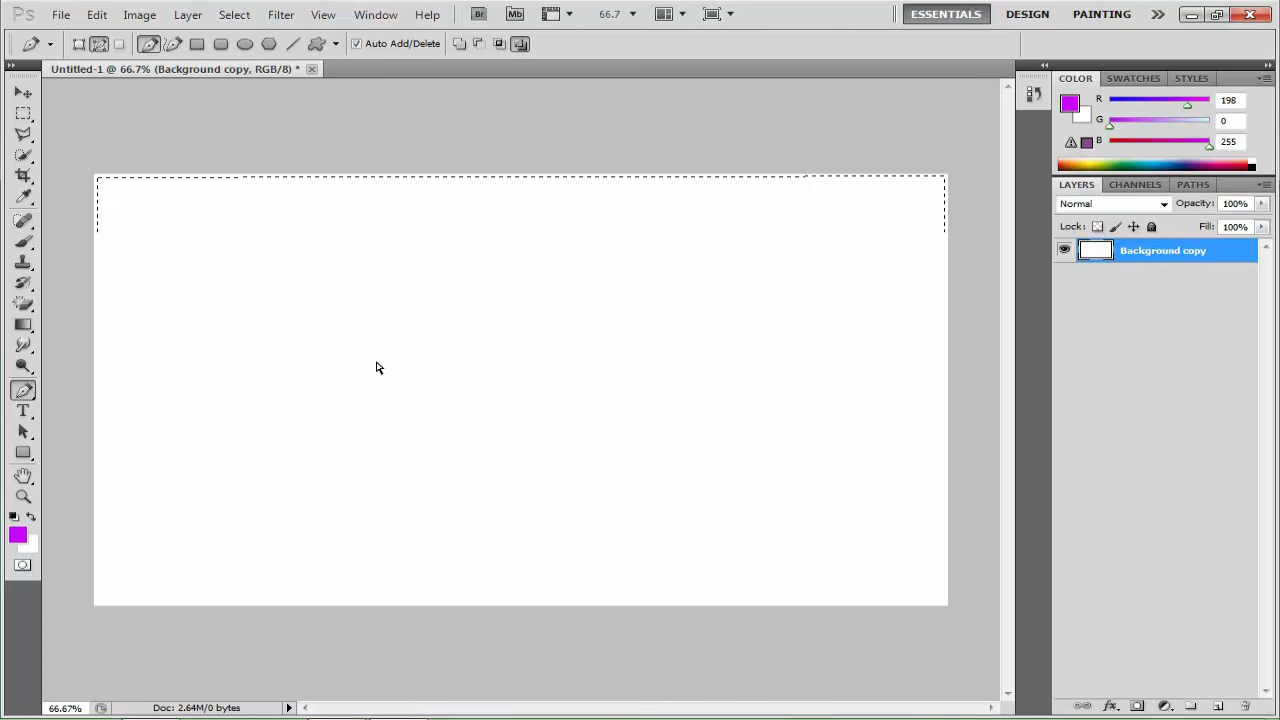 Ps File Edit Image Layer Select Filter View Window Help Br Mb 66.7 ESSENTIALS DESIGN PAINTING
Auto Add/Delete
Untitled-1 @ 66.7% (Background copy, RGB/8) *
COLOR SWATCHES STYLES
R 198
G 0
B 255
LAYERS CHANNELS PATHS
Normal Opacity: 100%
Lock: Fill: 100%
Background copy
T
66.67% Doc: 2.64M/0 bytes
fx